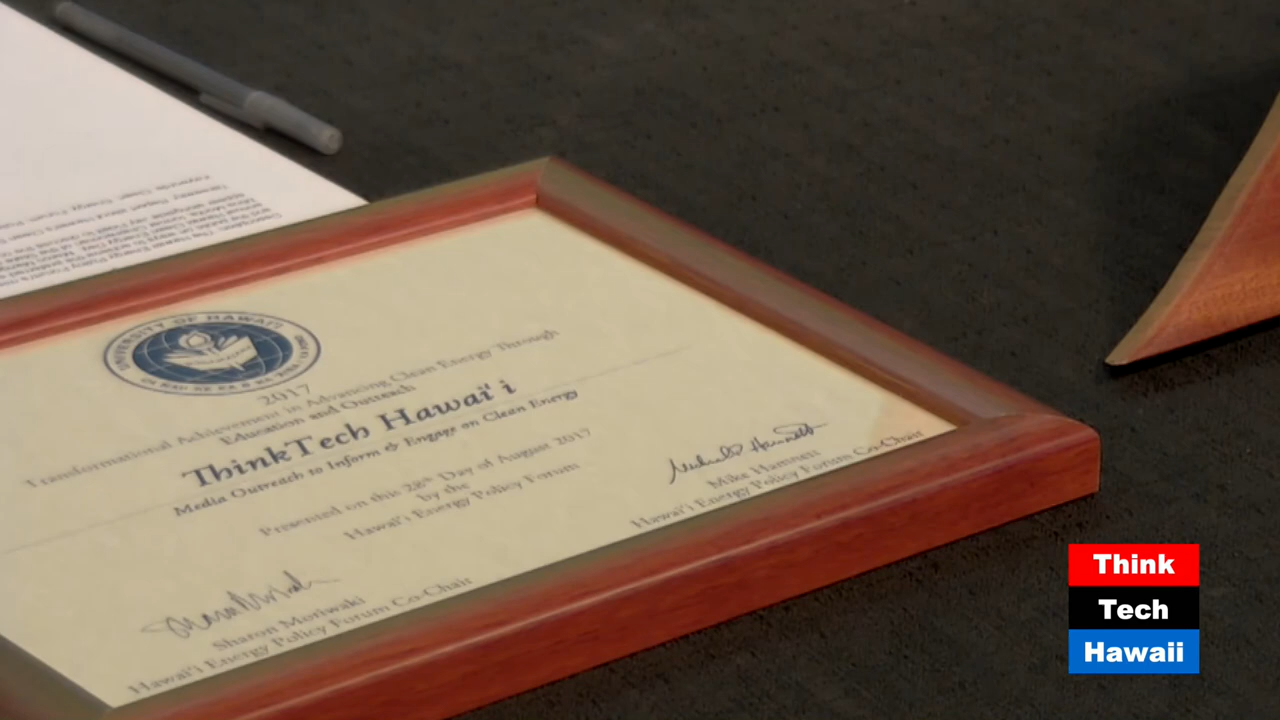 UNIVERSITY OF HAWAI'I
2017
Transformational Achievement in Advancing Clean Energy Through
Education and Outreach
ThinkTech Hawai'i
Media Outreach to Inform & Engage on Clean Energy
Presented on this 28th Day of August 2017
by the
Hawai'i Energy Policy Forum
Mike Hamnett
Hawai'i Energy Policy Forum Co-Chair
Sharon Moriwaki
Hawai'i Energy Policy Forum Co-Chair
Think
Tech
Hawaii